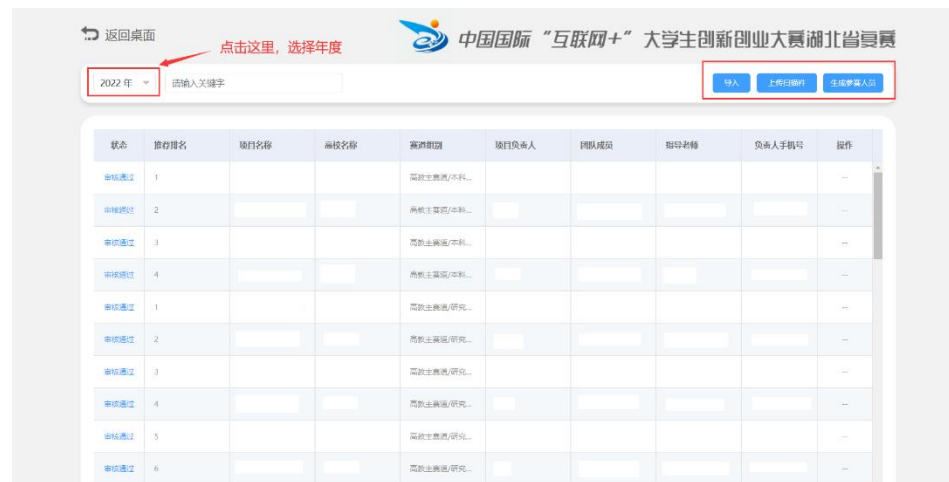 返回桌面
点击这里，选择年度
中国国际“互联网+”大学生创新创业大赛湖北省复赛
2022 年
请输入关键字
导入 上传扫描件 生成参赛人员
状态 推荐排名 项目名称 高校名称 赛道组别 项目负责人 团队成员 指导老师 负责人手机号 操作
审核通过 1 高教主赛道/本科... --
审核通过 2 高教主赛道/本科... --
审核通过 3 高教主赛道/本科... --
审核通过 4 高教主赛道/本科... --
审核通过 1 高教主赛道/研究... --
审核通过 2 高教主赛道/研究... --
审核通过 3 高教主赛道/研究... --
审核通过 4 高教主赛道/研究... --
审核通过 5 高教主赛道/研究... --
审核通过 6 高教主赛道/研究... --